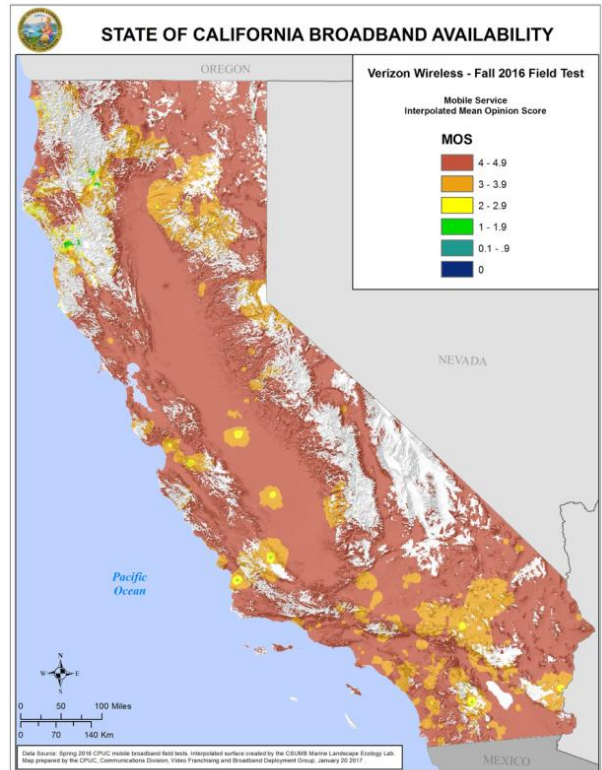 STATE OF CALIFORNIA BROADBAND AVAILABILITY
OREGON
Verizon Wireless - Fall 2016 Field Test
Mobile Service
Interpolated Mean Opinion Score
MOS
4 - 4.9
3 - 3.9
2 - 2.9
1 - 1.9
0.1 - .9
0
NEVADA
Pacific
Ocean
N
W
E
S
0 50 100 Miles
0 70 140 Km
MEXICO
Data Source: Spring 2016 CPUC mobile broadband field tests. Interpolated surface created by the CSUMB Marine Landscape Ecology Lab.
Map prepared by the CPUC, Communications Division, Video Franchising and Broadband Deployment Group, January 20 2017 .